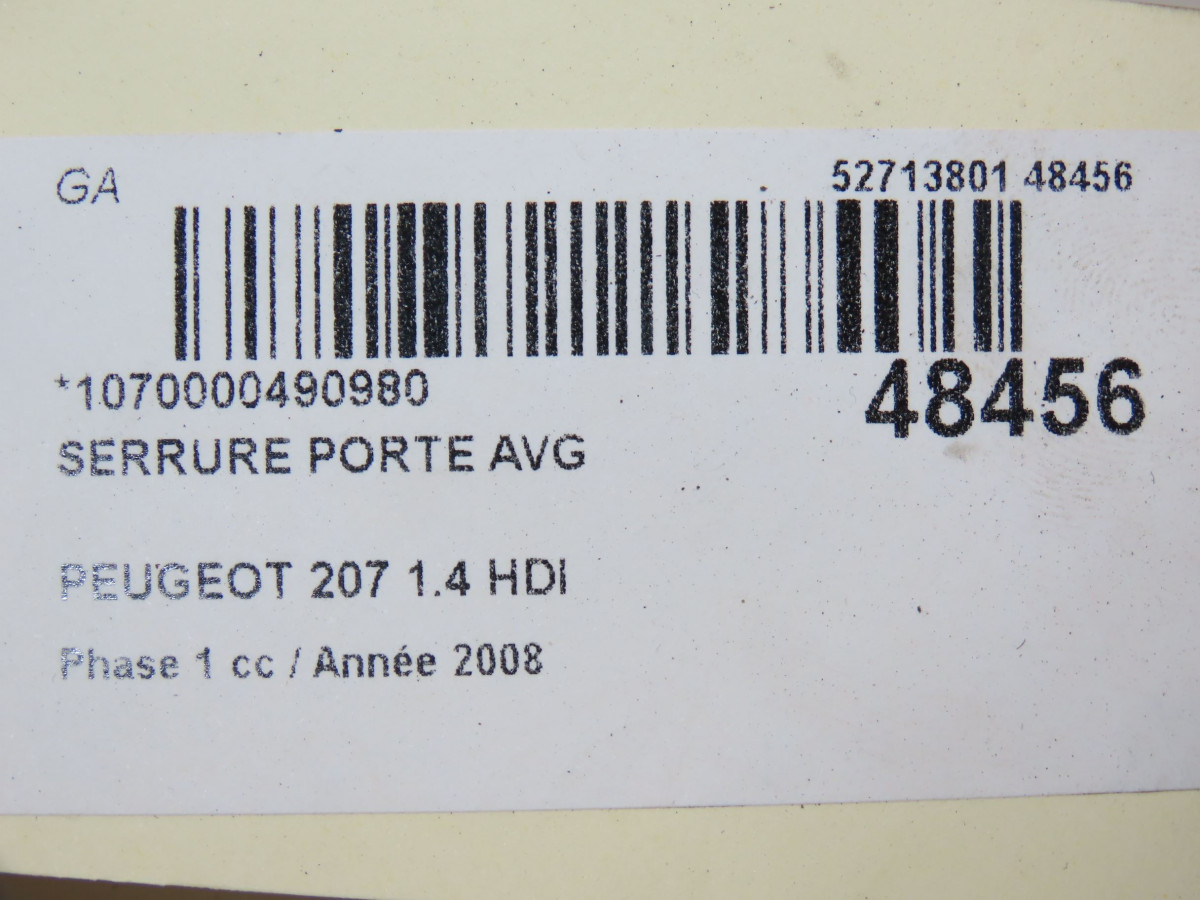 GA
52713801 48456
*1070000490980
48456
SERRURE PORTE AVG
PEUGEOT 207 1.4 HDI
Phase 1 cc / Année 2008